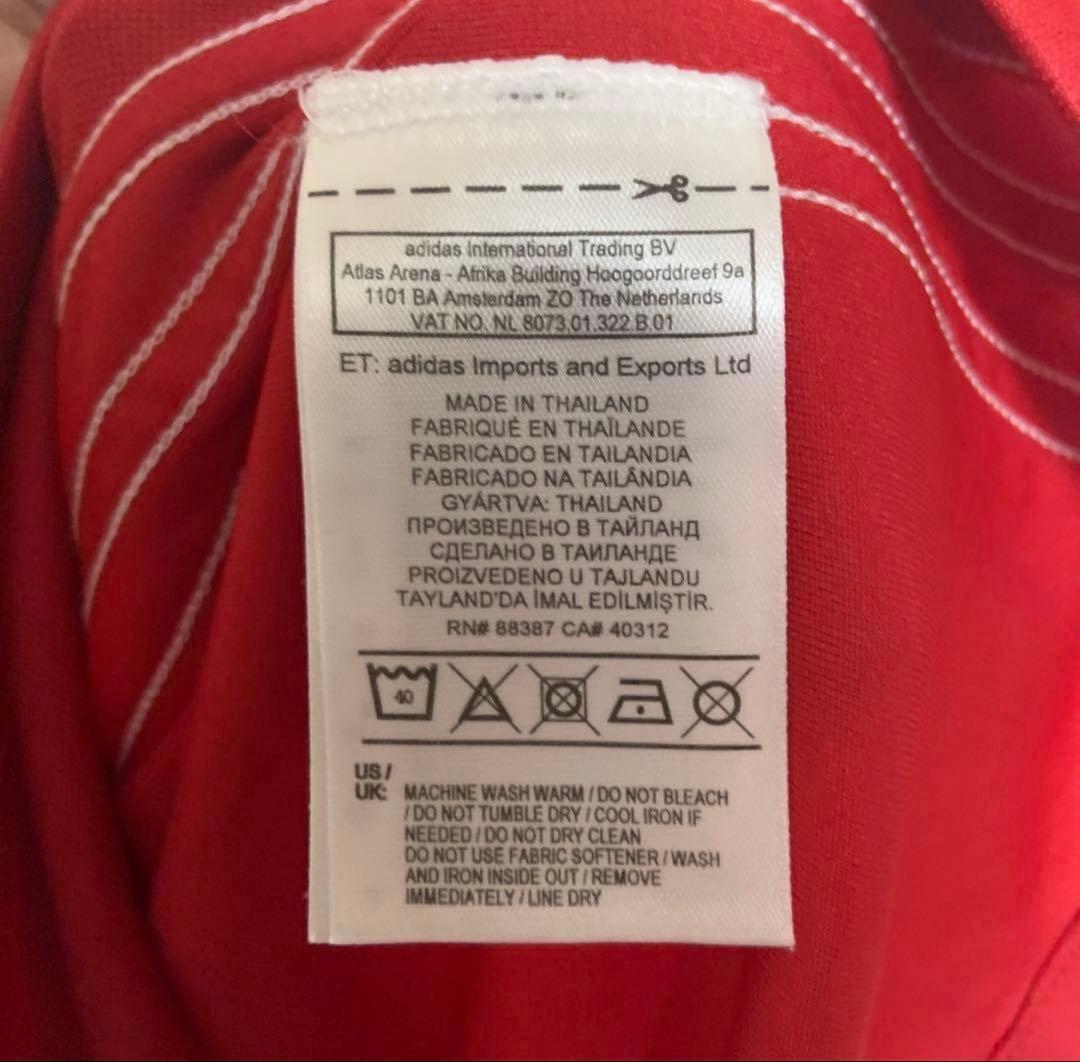 adidas International Trading BV
Atlas Arena - Afrika Building Hoogoorddreef 9a
1101 BA Amsterdam ZO The Netherlands
VAT NO. NL 8073.01.322.B.01
ET: adidas Imports and Exports Ltd
MADE IN THAILAND
FABRIQUÉ EN THAÏLANDE
FABRICADO EN TAILANDIA
FABRICADO NA TAILÂNDIA
GYÁRTVA: THAILAND
ПРОИЗВЕДЕНО В ТАЙЛАНД
СДЕЛАНО В ТАИЛАНДЕ
PROIZVEDENO U TAJLANDU
TAYLAND'DA İMAL EDİLMİŞTİR.
RN# 88387 CA# 40312
40
US /
UK: MACHINE WASH WARM / DO NOT BLEACH
/ DO NOT TUMBLE DRY / COOL IRON IF
NEEDED / DO NOT DRY CLEAN
DO NOT USE FABRIC SOFTENER / WASH
AND IRON INSIDE OUT / REMOVE
IMMEDIATELY / LINE DRY